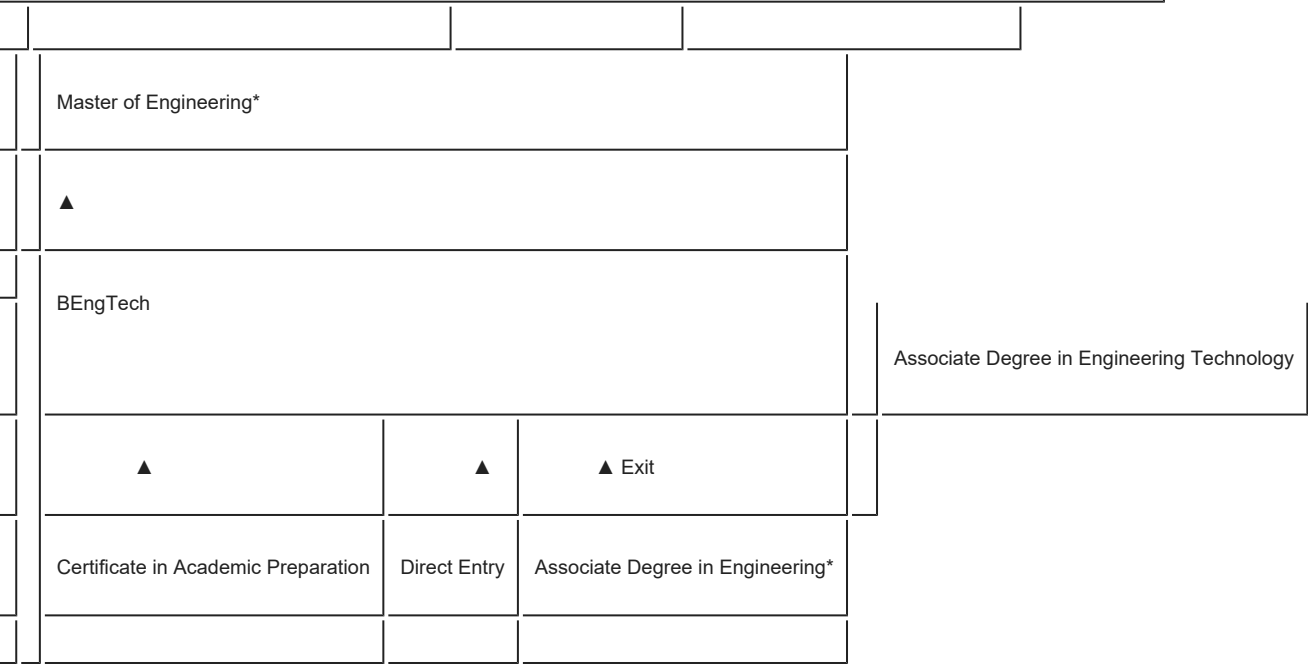 Master of Engineering*
▲
BEngTech
Associate Degree in Engineering Technology
▲ ▲ ▲ Exit
Certificate in Academic Preparation Direct Entry Associate Degree in Engineering*